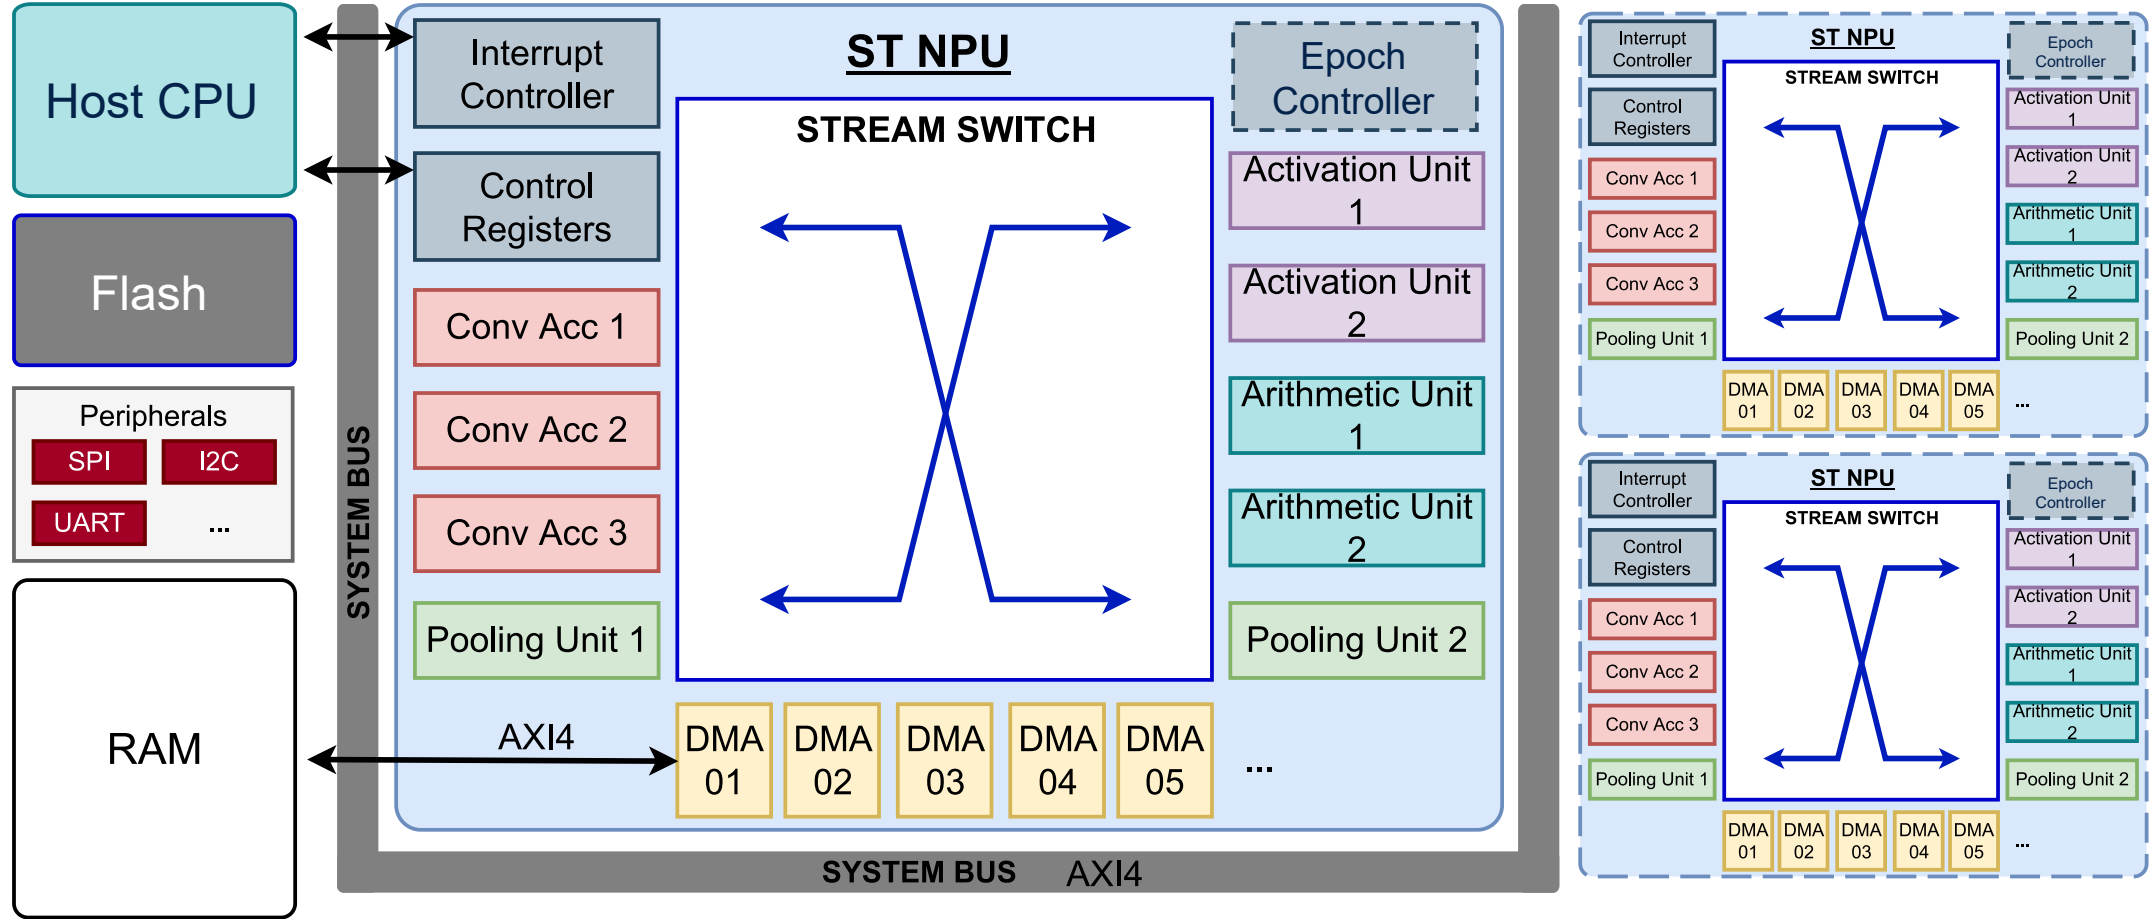 Host CPU
Flash
Peripherals
SPI
I2C
UART
...
RAM
SYSTEM BUS
SYSTEM BUS
AXI4
ST NPU
Interrupt
Controller
Control
Registers
Conv Acc 1
Conv Acc 2
Conv Acc 3
Pooling Unit 1
STREAM SWITCH
Epoch
Controller
Activation Unit
1
Activation Unit
2
Arithmetic Unit
1
Arithmetic Unit
2
Pooling Unit 2
AXI4
DMA
01
DMA
02
DMA
03
DMA
04
DMA
05
...
ST NPU
Interrupt
Controller
Control
Registers
Conv Acc 1
Conv Acc 2
Conv Acc 3
Pooling Unit 1
STREAM SWITCH
Epoch
Controller
Activation Unit
1
Activation Unit
2
Arithmetic Unit
1
Arithmetic Unit
2
Pooling Unit 2
DMA
01
DMA
02
DMA
03
DMA
04
DMA
05
...
ST NPU
Interrupt
Controller
Control
Registers
Conv Acc 1
Conv Acc 2
Conv Acc 3
Pooling Unit 1
STREAM SWITCH
Epoch
Controller
Activation Unit
1
Activation Unit
2
Arithmetic Unit
1
Arithmetic Unit
2
Pooling Unit 2
DMA
01
DMA
02
DMA
03
DMA
04
DMA
05
...